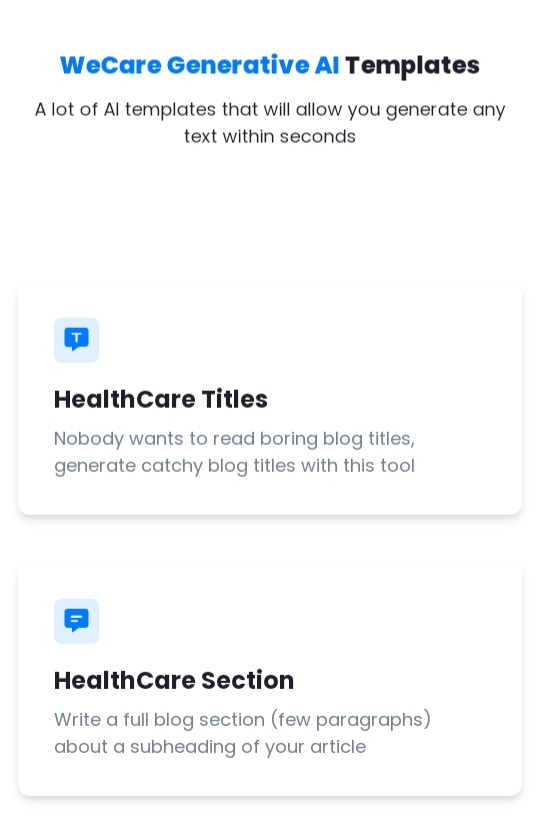 WeCare Generative AI Templates
A lot of AI templates that will allow you generate any
text within seconds
T
HealthCare Titles
Nobody wants to read boring blog titles,
generate catchy blog titles with this tool
HealthCare Section
Write a full blog section (few paragraphs)
about a subheading of your article